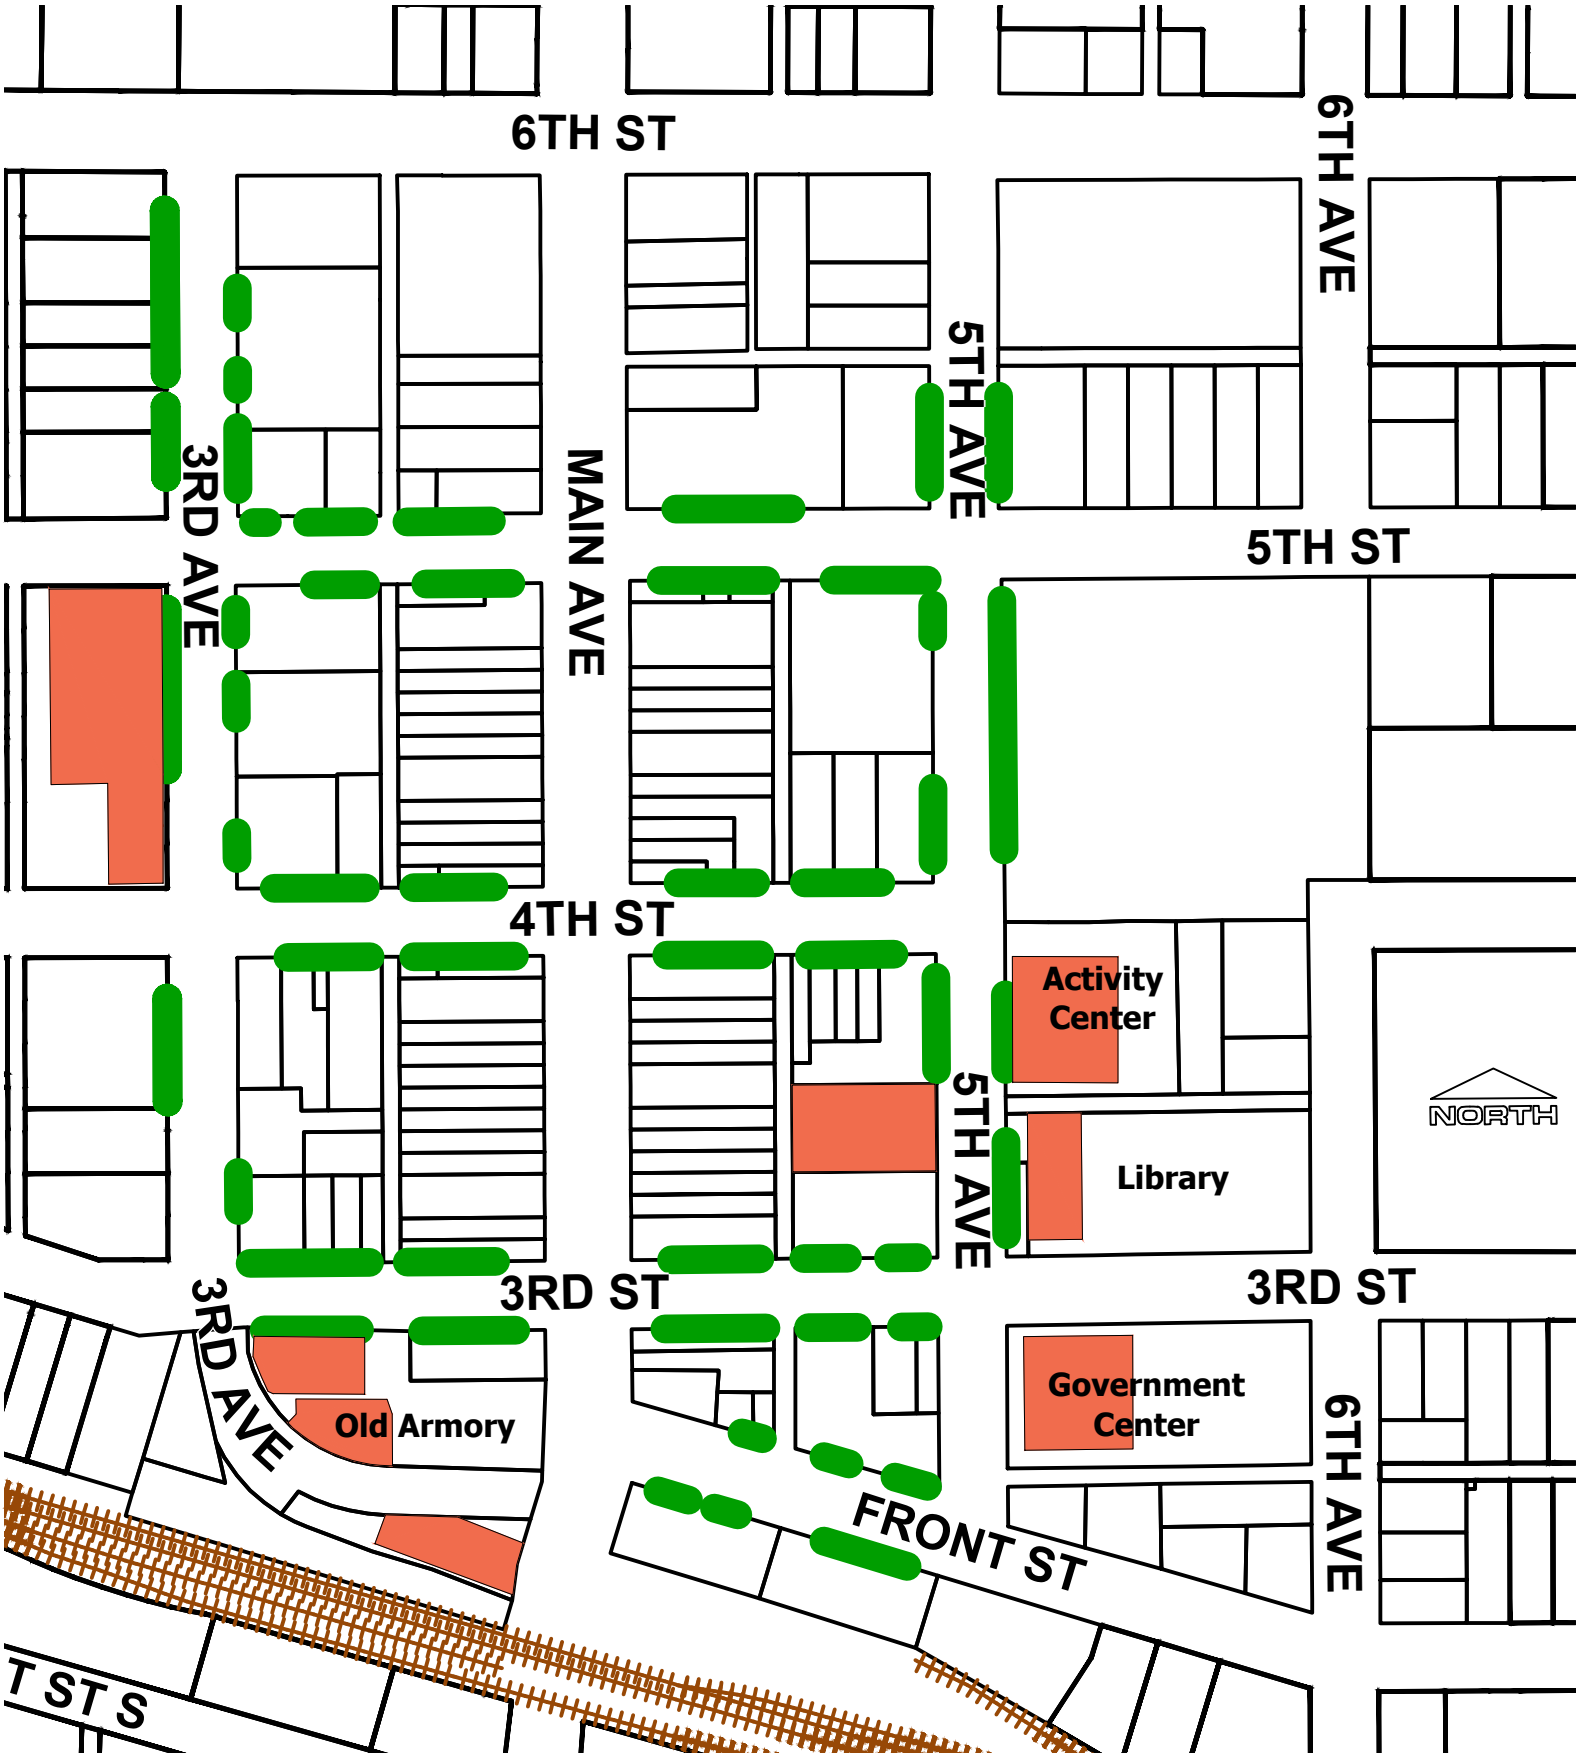 6TH ST
6TH AVE
5TH AVE
3RD AVE
MAIN AVE
5TH ST
4TH ST
Activity
Center
5TH AVE
NORTH
Library
3RD ST
3RD ST
3RD AVE
Government
Center
Old Armory
6TH AVE
FRONT ST
T ST S